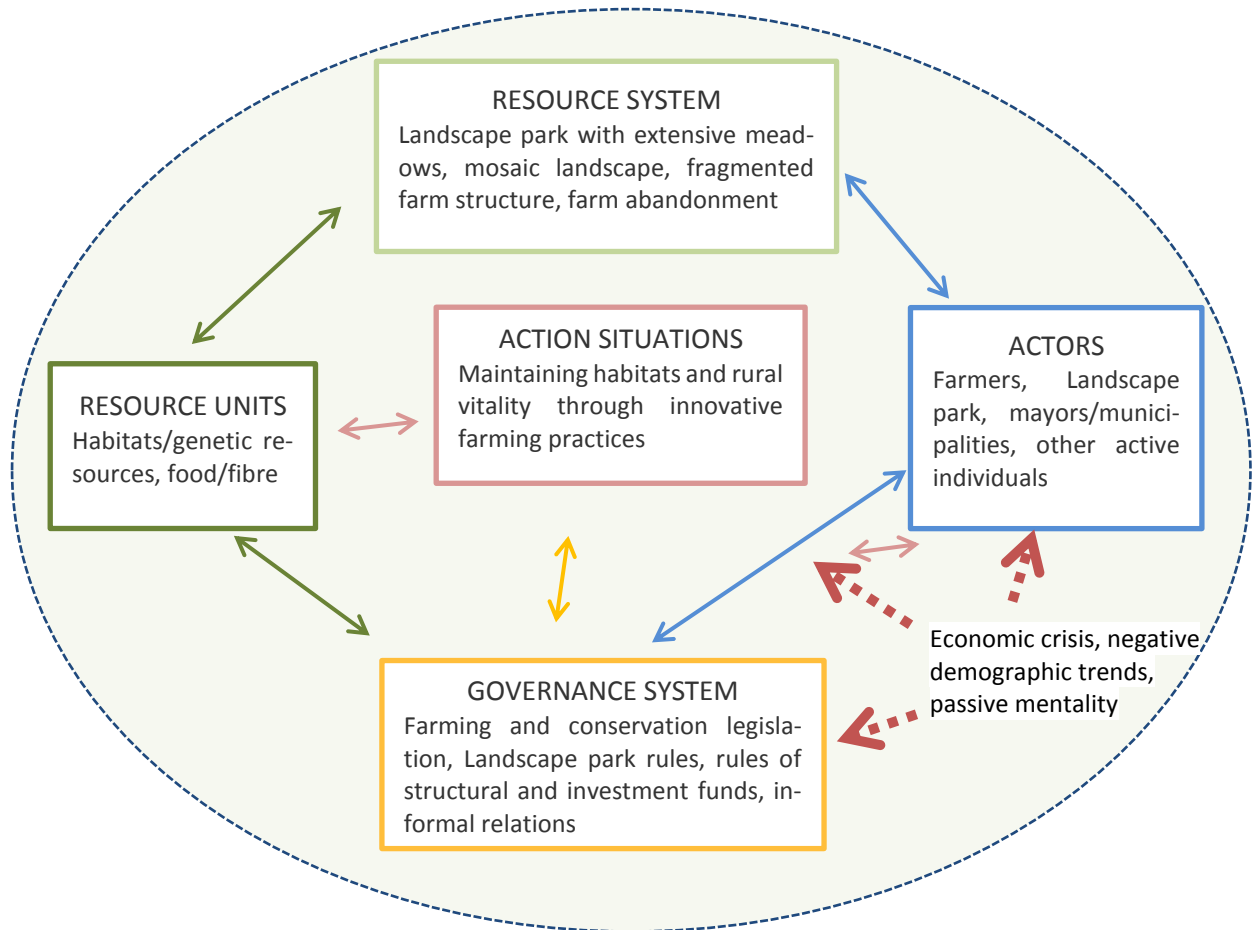 RESOURCE SYSTEM
Landscape park with extensive mead-
ows, mosaic landscape, fragmented
farm structure, farm abandonment
ACTION SITUATIONS
Maintaining habitats and rural
vitality through innovative
farming practices
RESOURCE UNITS
Habitats/genetic re-
sources, food/fibre
ACTORS
Farmers, Landscape
park, mayors/munici-
palities, other active
individuals
Economic crisis, negative
demographic trends,
passive mentality
GOVERNANCE SYSTEM
Farming and conservation legisla-
tion, Landscape park rules, rules of
structural and investment funds, in-
formal relations